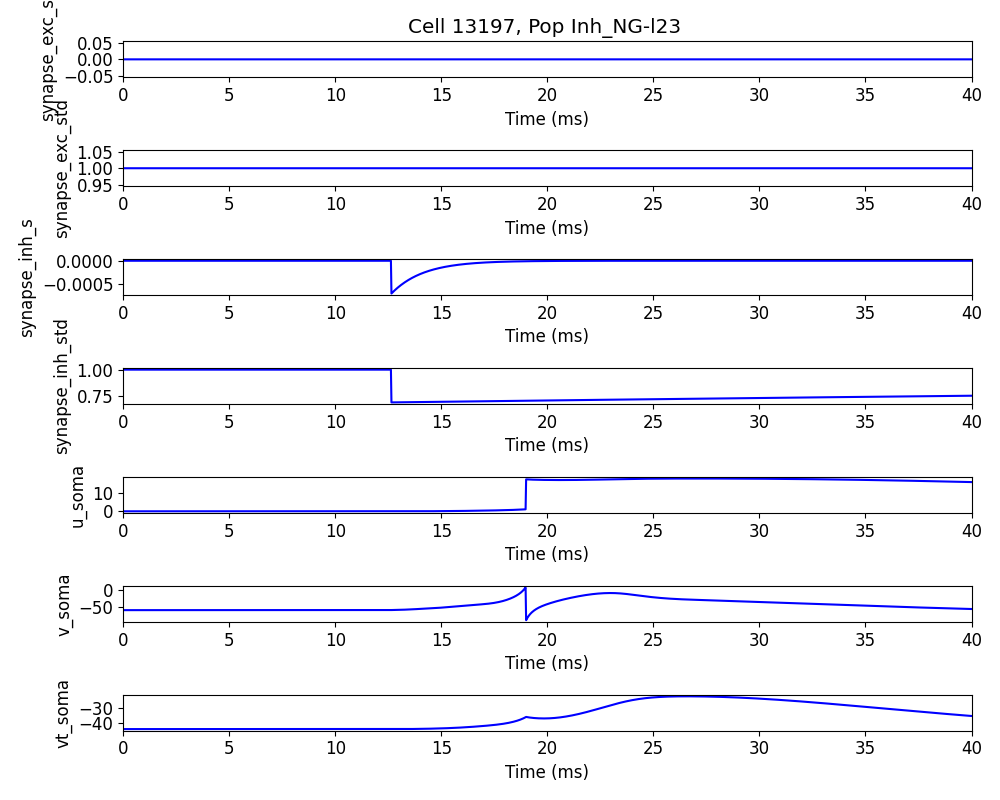 Cell 13197, Pop Inh_NG-l23
synapse_exc_s
0.05
0.00
−0.05
0 5 10 15 20 25 30 35 40
Time (ms)
synapse_exc_std
1.05
1.00
0.95
0 5 10 15 20 25 30 35 40
Time (ms)
synapse_inh_s
0.0000
−0.0005
0 5 10 15 20 25 30 35 40
Time (ms)
synapse_inh_std
1.00
0.75
0 5 10 15 20 25 30 35 40
Time (ms)
u_soma
10
0
0 5 10 15 20 25 30 35 40
Time (ms)
v_soma
0
−50
0 5 10 15 20 25 30 35 40
Time (ms)
vt_soma
−30
−40
0 5 10 15 20 25 30 35 40
Time (ms)